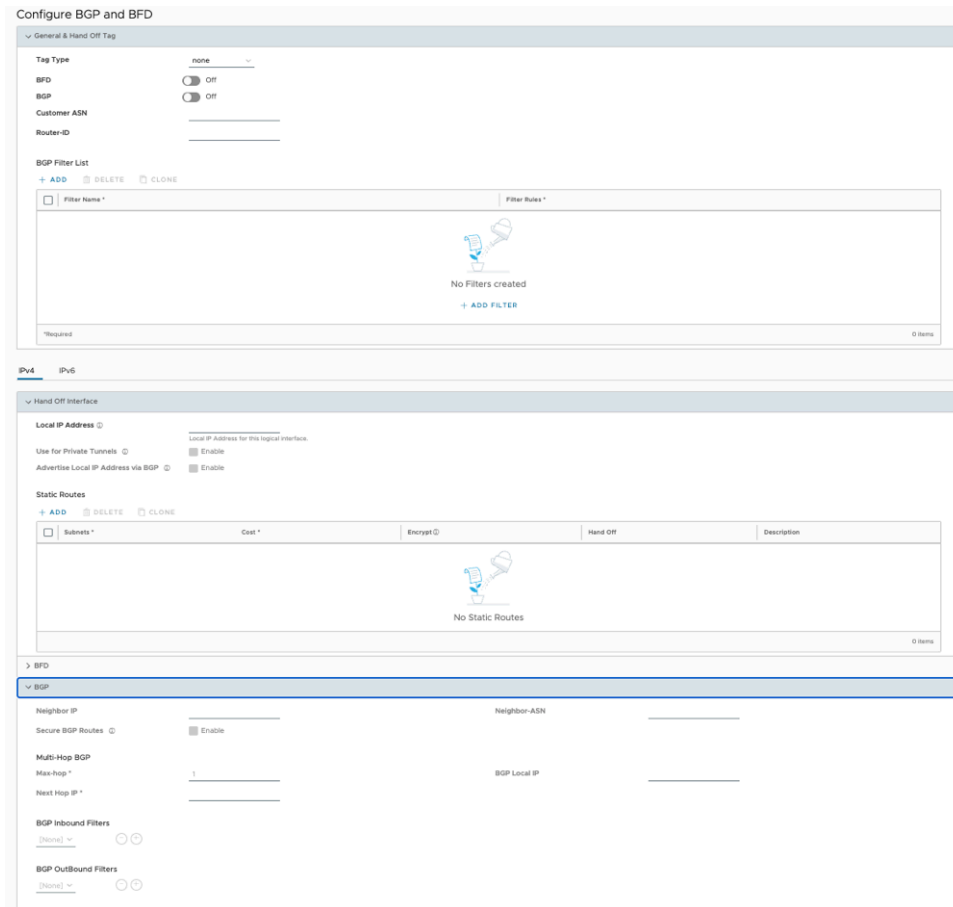 Configure BGP and BFD
General & Hand Off Tag
Tag Type none
BFD Off
BGP Off
Customer ASN
Router-ID
BGP Filter List
+ ADD DELETE CLONE
Filter Name * Filter Rules *
No Filters created
+ ADD FILTER
*Required 0 items
IPv4 IPv6
Hand Off Interface
Local IP Address
Local IP Address for this logical interface.
Use for Private Tunnels Enable
Advertise Local IP Address via BGP Enable
Static Routes
+ ADD DELETE CLONE
Subnets * Cost * Encrypt Hand Off Description
No Static Routes
0 items
BFD
BGP
Neighbor IP Neighbor-ASN
Secure BGP Routes Enable
Multi-Hop BGP
Max-hop * 1 BGP Local IP
Next Hop IP *
BGP Inbound Filters
[None]
BGP OutBound Filters
[None]